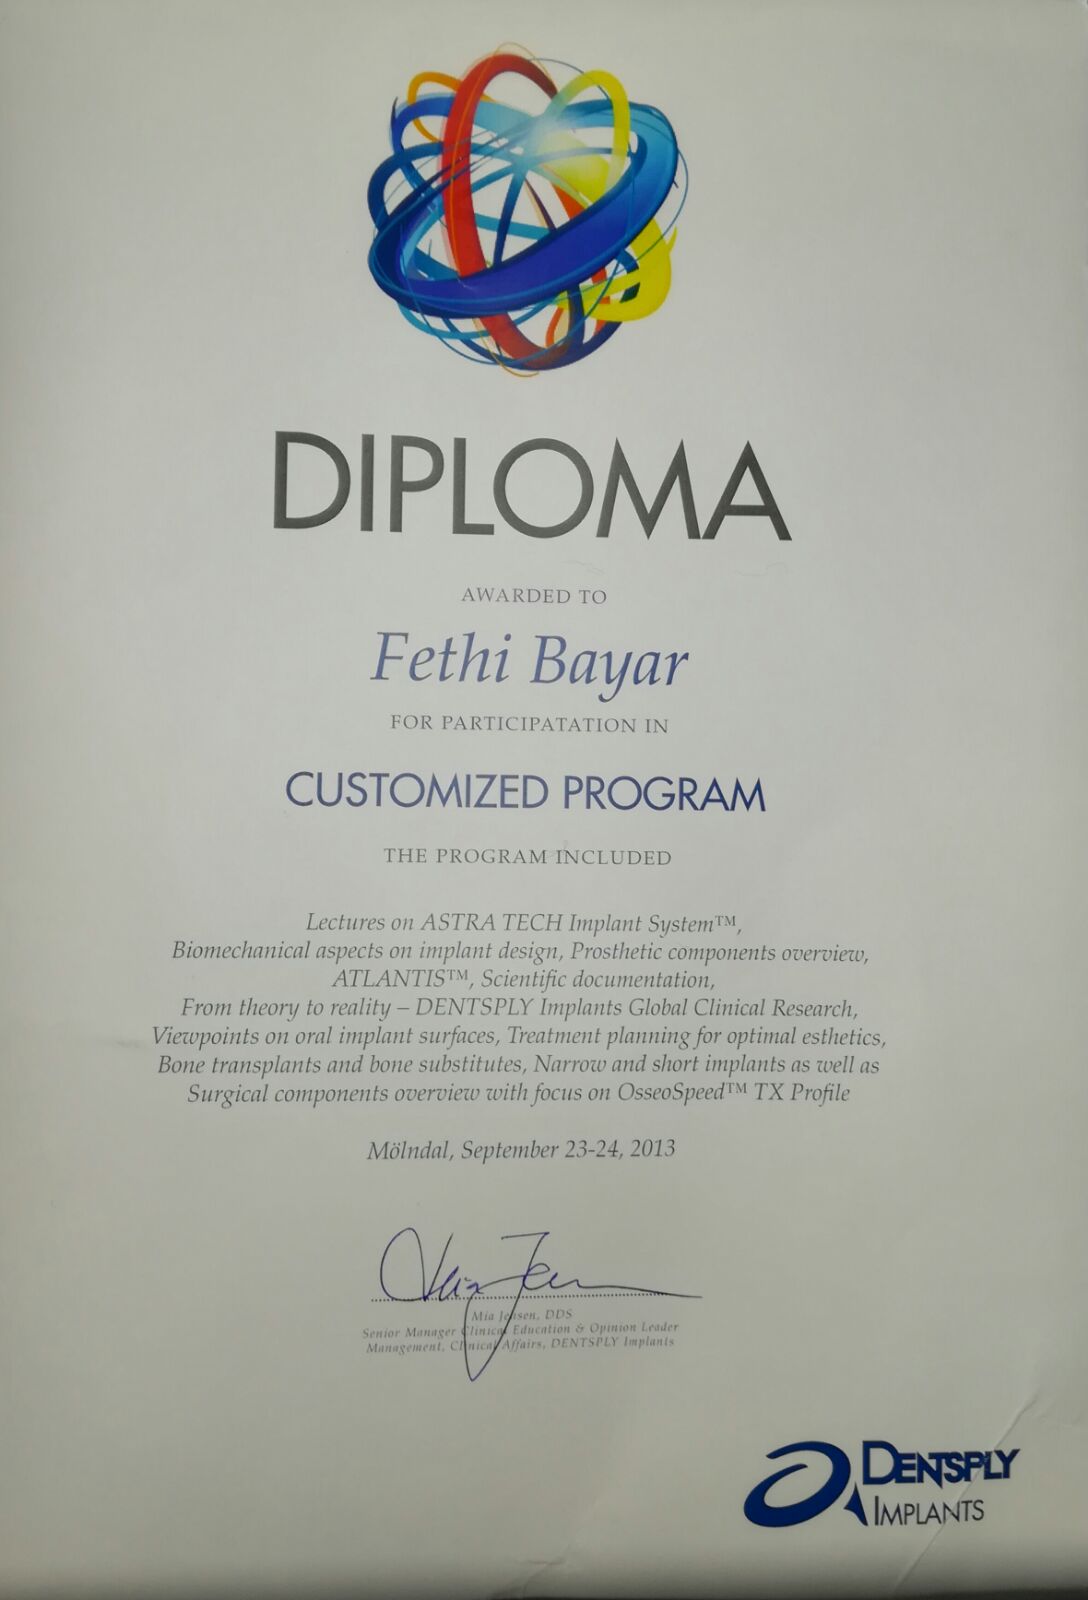 DIPLOMA
AWARDED TO
Fethi Bayar
FOR PARTICIPATATION IN
CUSTOMIZED PROGRAM
THE PROGRAM INCLUDED
Lectures on ASTRA TECH Implant System™,
Biomechanical aspects on implant design, Prosthetic components overview,
ATLANTIS™, Scientific documentation,
From theory to reality – DENTSPLY Implants Global Clinical Research,
Viewpoints on oral implant surfaces, Treatment planning for optimal esthetics,
Bone transplants and bone substitutes, Narrow and short implants as well as
Surgical components overview with focus on OsseoSpeed™ TX Profile
Mölndal, September 23-24, 2013
Mia Jensen, DDS
Senior Manager Clinical Education & Opinion Leader
Management, Clinical Affairs, DENTSPLY Implants
DENTSPLY
IMPLANTS